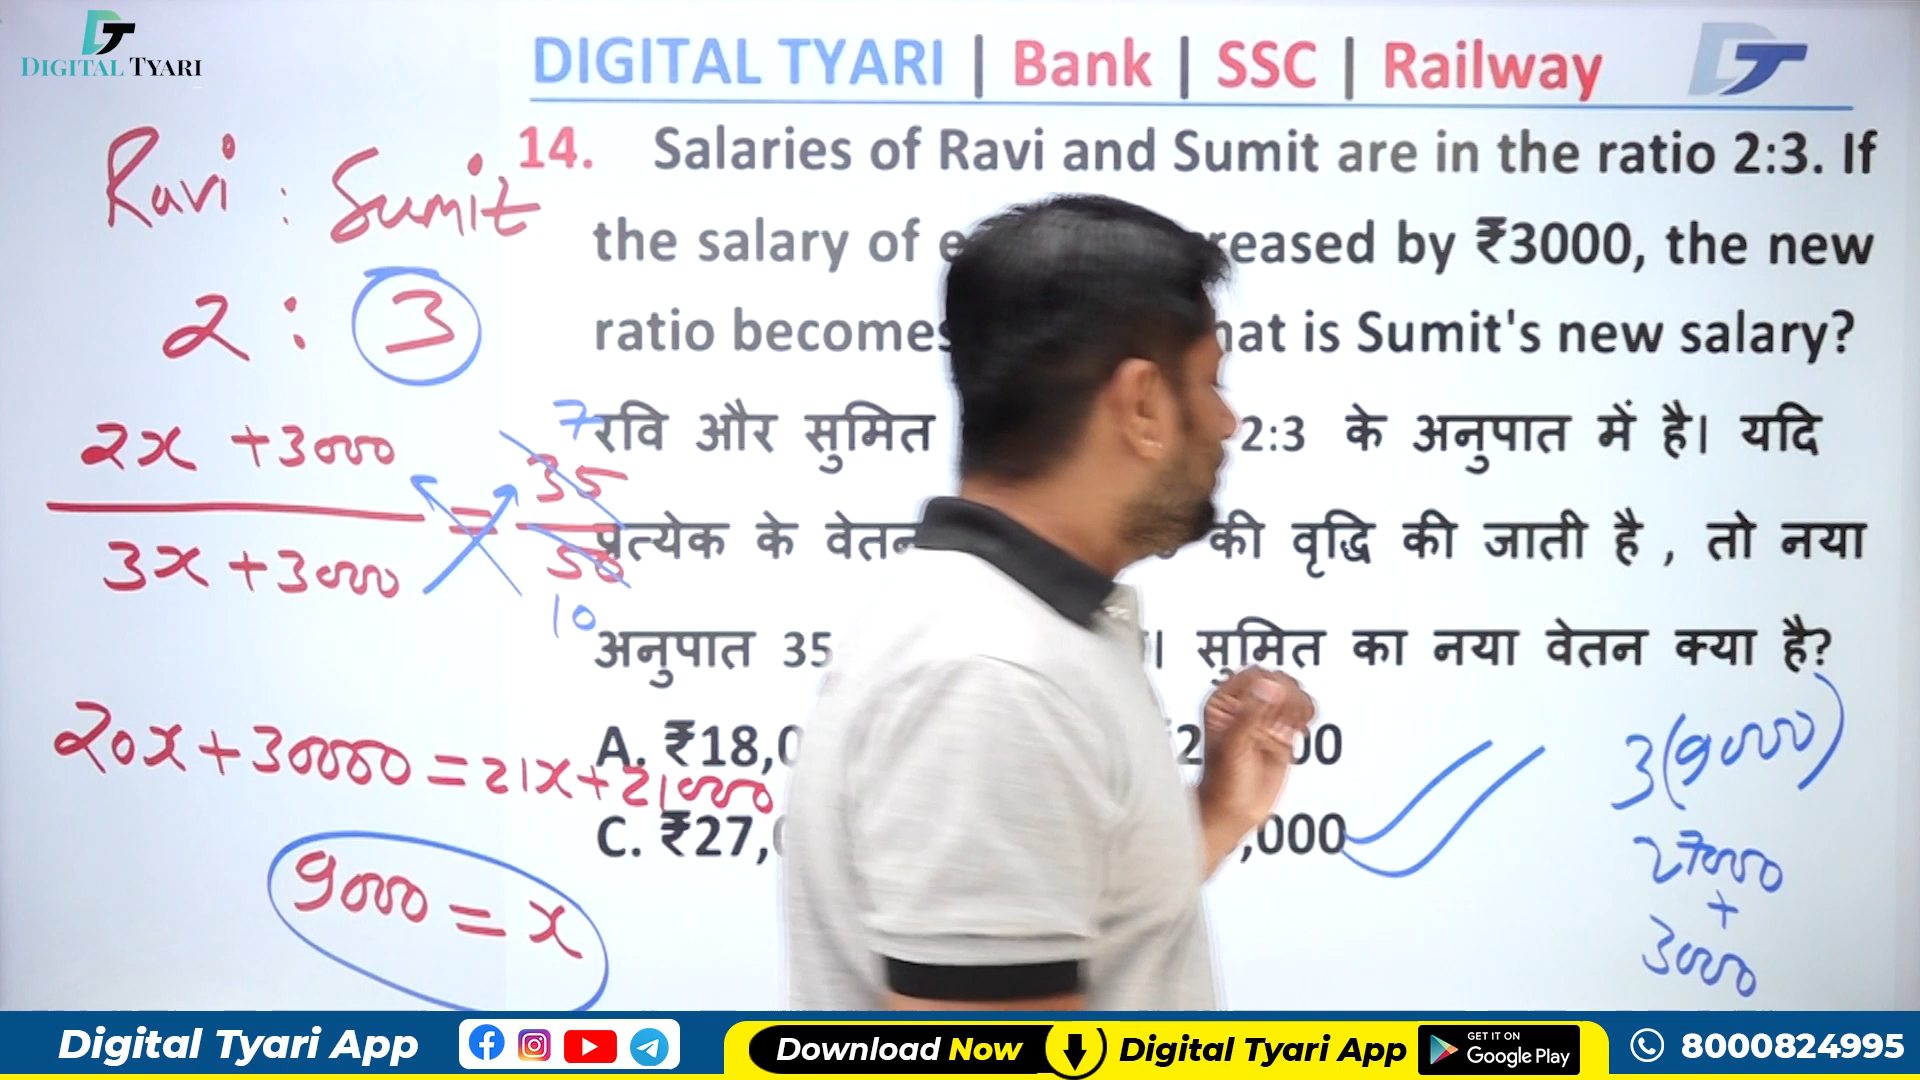 DT
DIGITAL TYARI
DIGITAL TYARI | Bank | SSC | Railway
DT
Ravi : Sumit
2 : 3
2x +3000
3x +3000
=
35
50
7
10
20x + 30000 = 21x + 21000
9000 = x
14. Salaries of Ravi and Sumit are in the ratio 2:3. If
the salary of reased by ₹3000, the new
ratio becomes hat is Sumit's new salary?
रवि और सुमित 2:3 के अनुपात में है। यदि
प्रत्येक के वेतन की वृद्धि की जाती है , तो नया
अनुपात 35 । सुमित का नया वेतन क्या है?
A. ₹18,0 00
C. ₹27, ,000
3(9000)
27000
+
3000
Digital Tyari App
Download Now
Digital Tyari App
GET IT ON
Google Play
8000824995